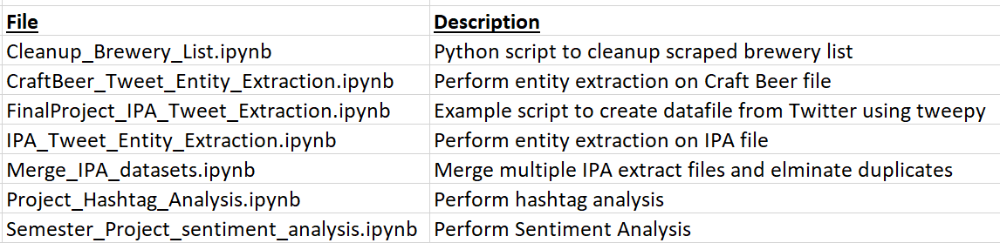 File Description
Cleanup_Brewery_List.ipynb Python script to cleanup scraped brewery list
CraftBeer_Tweet_Entity_Extraction.ipynb Perform entity extraction on Craft Beer file
FinalProject_IPA_Tweet_Extraction.ipynb Example script to create datafile from Twitter using tweepy
IPA_Tweet_Entity_Extraction.ipynb Perform entity extraction on IPA file
Merge_IPA_datasets.ipynb Merge multiple IPA extract files and elminate duplicates
Project_Hashtag_Analysis.ipynb Perform hashtag analysis
Semester_Project_sentiment_analysis.ipynb Perform Sentiment Analysis